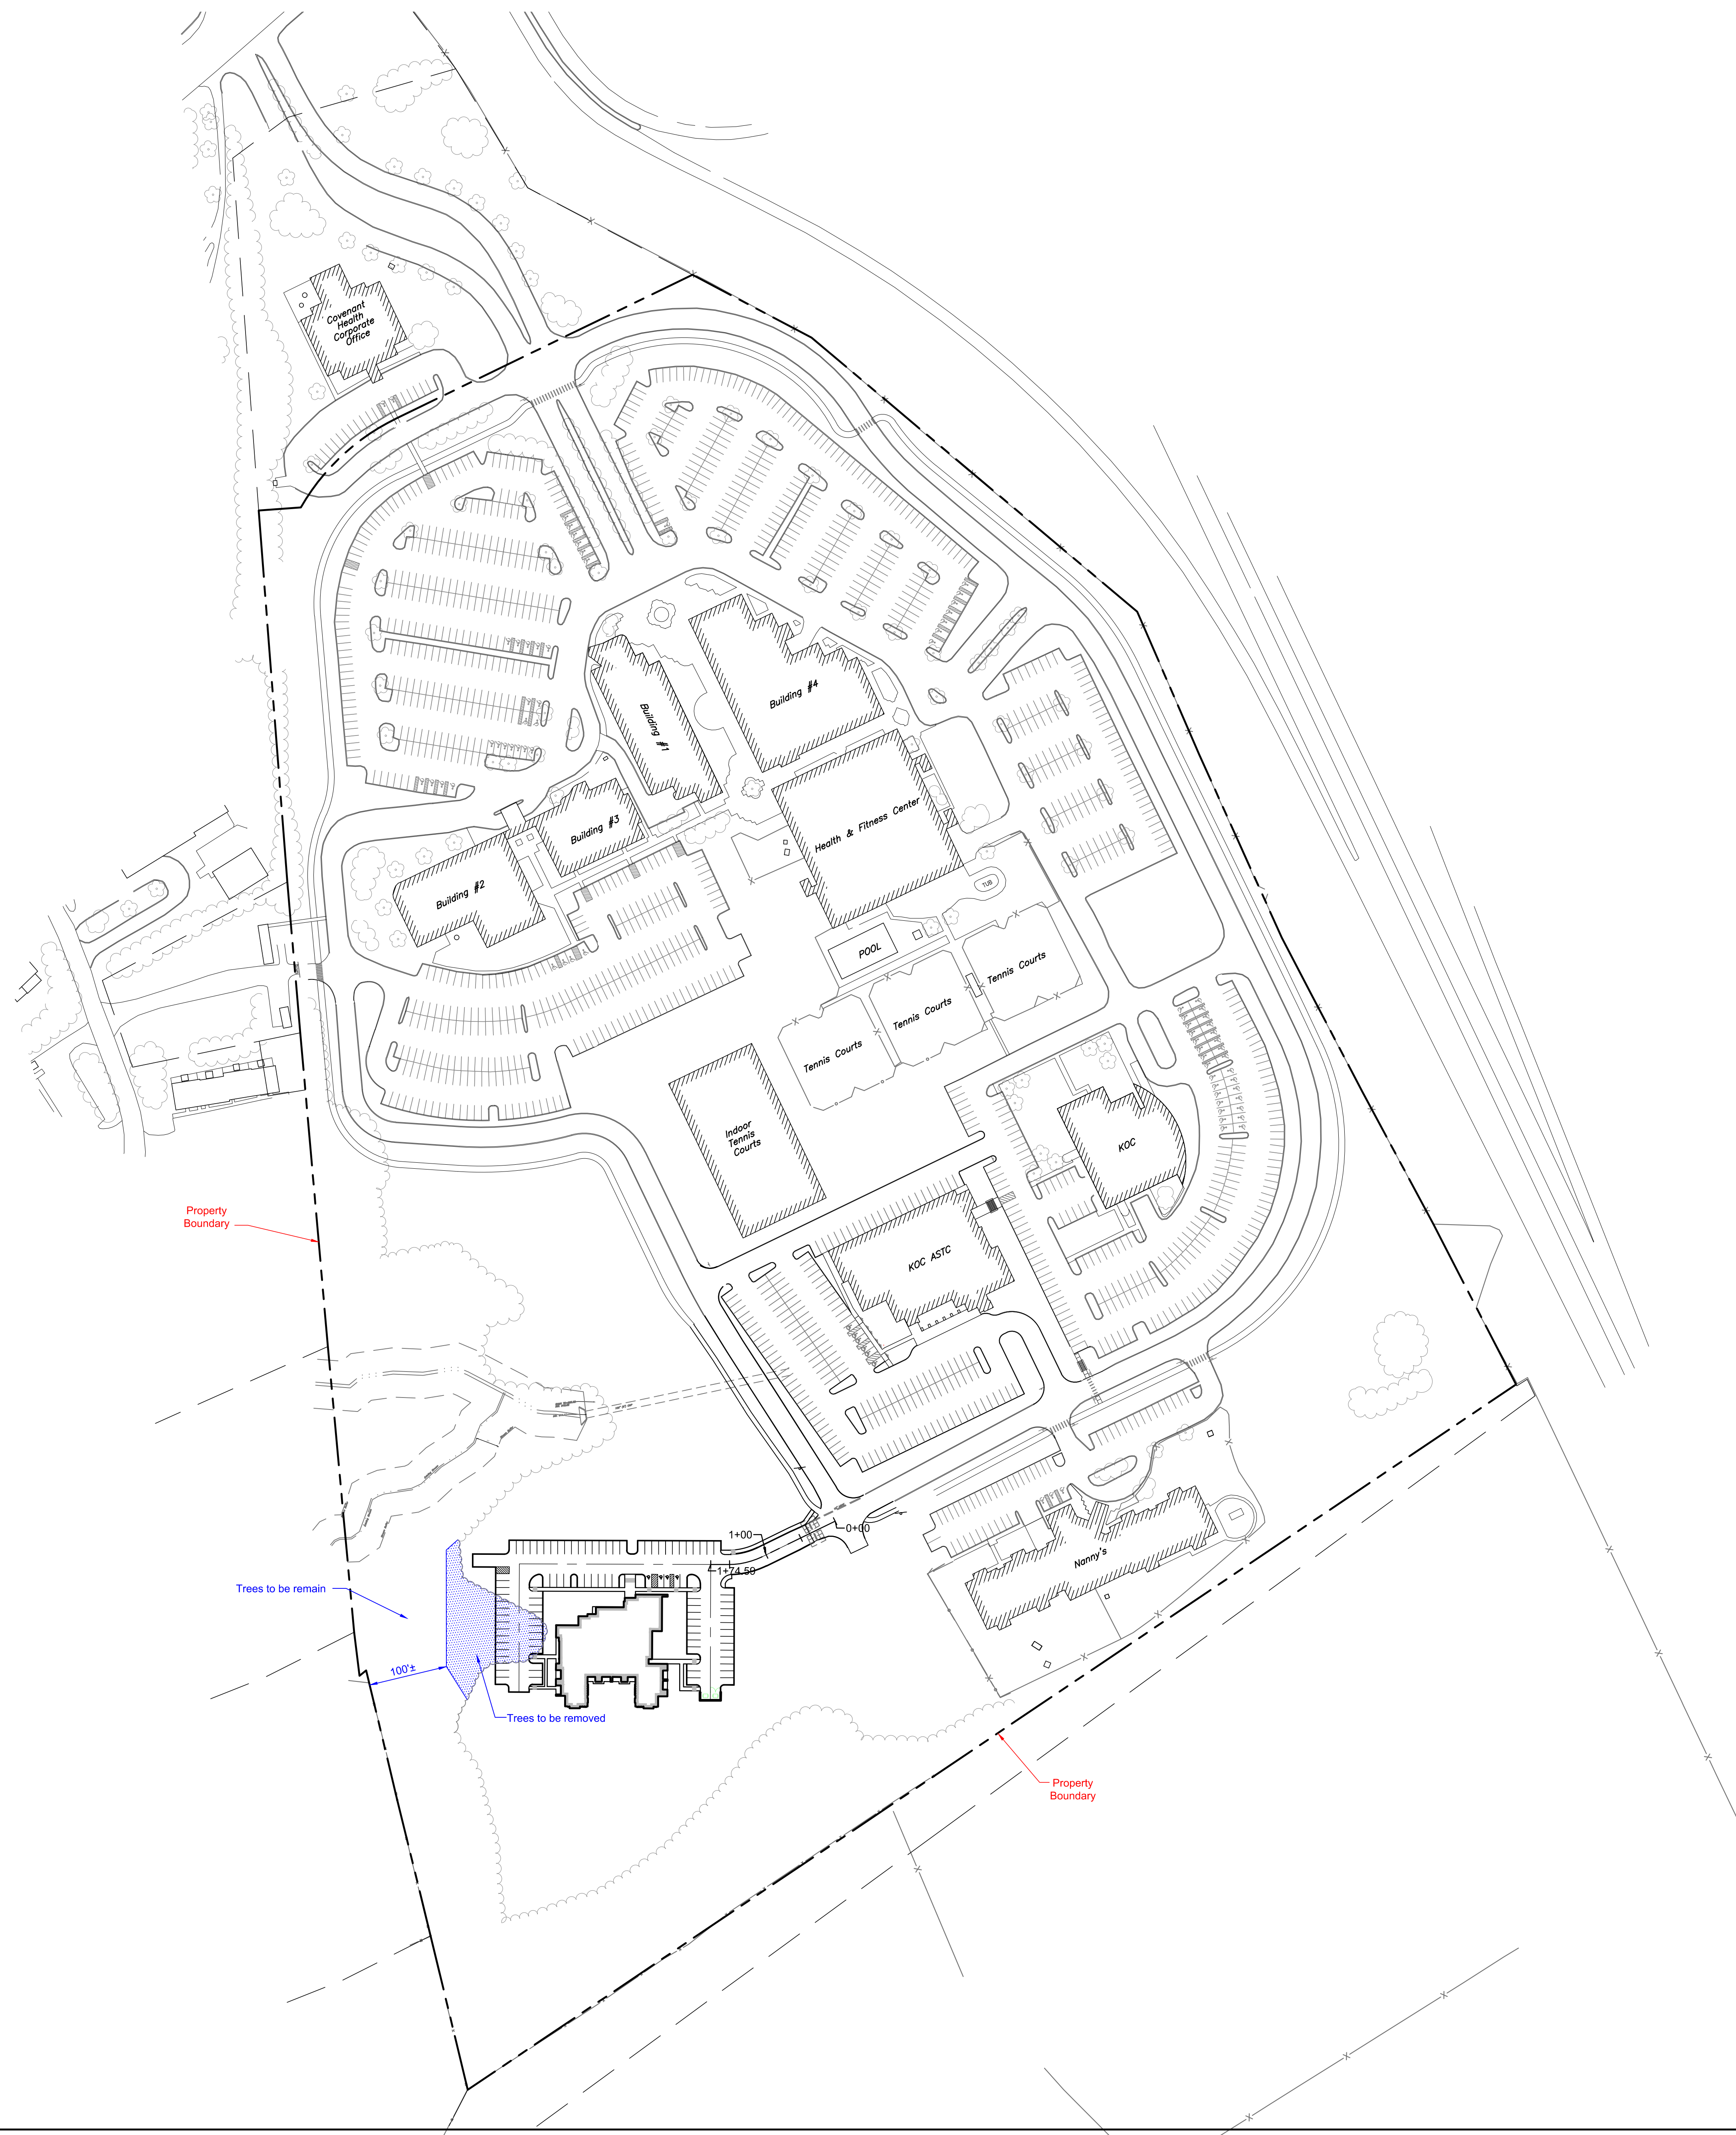 Covenant
Health
Corporate
Office
Building #4
Building #1
Health & Fitness Center
Building #3
Building #2
TUB
POOL
Tennis Courts
Tennis Courts
Tennis Courts
Indoor
Tennis
Courts
KOC
KOC ASTC
Property
Boundary
0+00
1+00
1+74.59
Nanny's
Trees to be remain
100'±
Trees to be removed
Property
Boundary